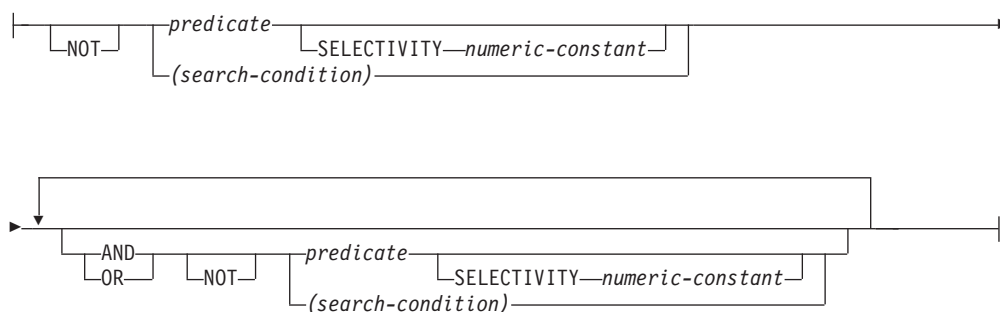 predicate
NOT SELECTIVITY numeric-constant
(search-condition)
AND predicate
OR NOT SELECTIVITY numeric-constant
(search-condition)